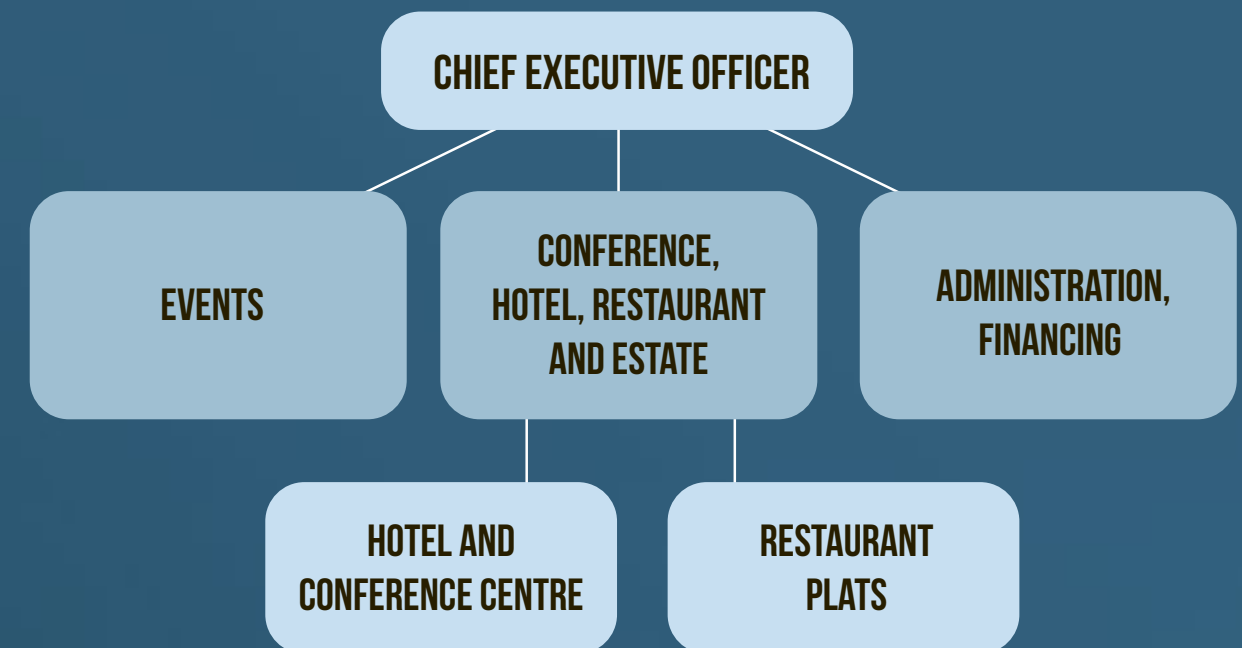 CHIEF EXECUTIVE OFFICER
EVENTS
CONFERENCE,
HOTEL, RESTAURANT
AND ESTATE
ADMINISTRATION,
FINANCING
HOTEL AND
CONFERENCE CENTRE
RESTAURANT
PLATS